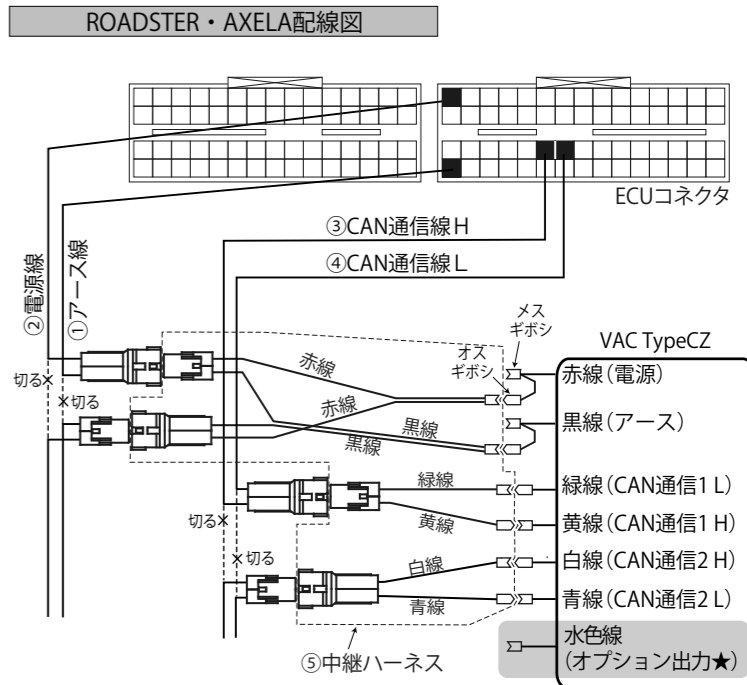 ROADSTER・AXELA配線図
ECUコネクタ
③CAN通信線H
④CAN通信線L
②電源線
①アース線
メス
ギボシ
オス
ギボシ
VAC TypeCZ
赤線
赤線
赤線(電源)
切る
切る
黒線
黒線
黒線(アース)
緑線
緑線(CAN通信1 L)
黄線
黄線(CAN通信1 H)
切る
切る
白線
白線(CAN通信2 H)
青線
青線(CAN通信2 L)
⑤中継ハーネス
水色線
(オプション出力★)